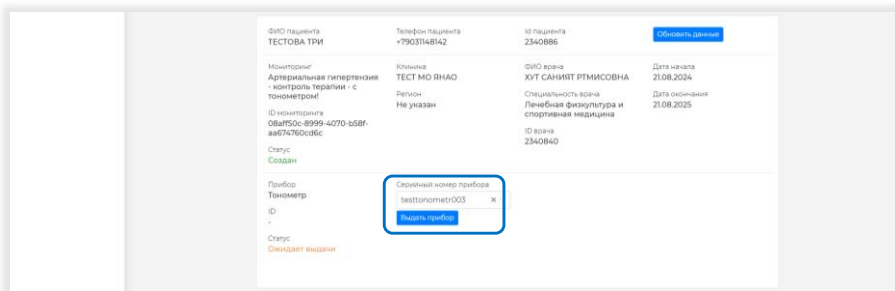 ФИО пациента
ТЕСТОВА ТРИ
Телефон пациента
+79031148142
Id пациента
2340886
Обновить данные
Мониторинг
Артериальная гипертензия
- контроль терапии - с
тонометром!
ID мониторинга
08aff50c-8999-4070-b58f-
aa674760cd6c
Статус
Создан
Клиника
ТЕСТ МО ЯНАО
Регион
Не указан
ФИО врача
ХУТ САНИЯТ РТМИСОВНА
Специальность врача
Лечебная физкультура и
спортивная медицина
ID врача
2340840
Дата начала
21.08.2024
Дата окончания
21.08.2025
Прибор
Тонометр
ID
-
Статус
Ожидает выдачи
Серийный номер прибора
testtonometr003 ×
Выдать прибор